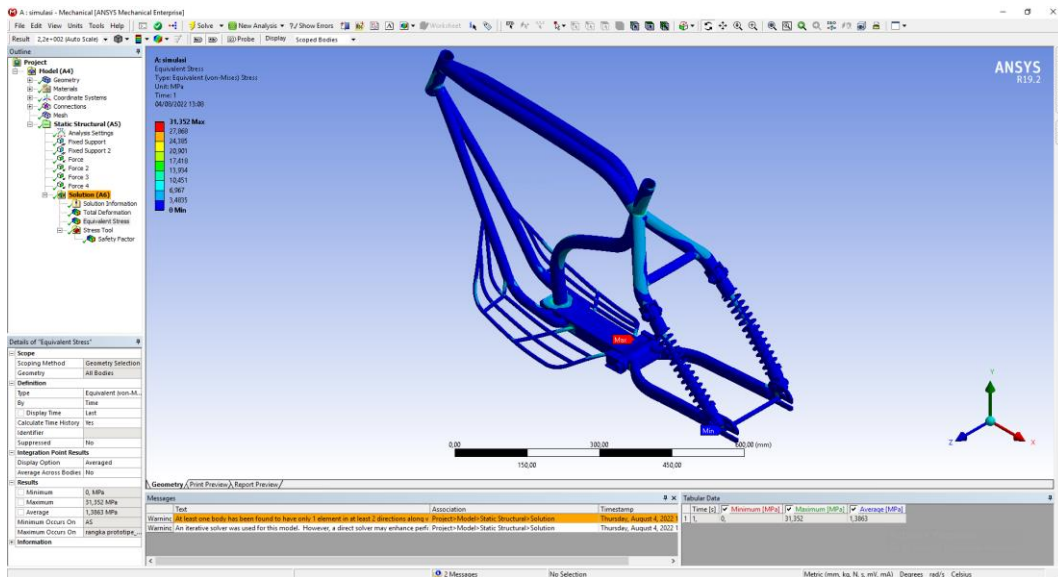 A : simulasi - Mechanical [ANSYS Mechanical Enterprise]
File Edit View Units Tools Help
Solve
New Analysis
?/ Show Errors
Worksheet
Result 2,2e+002 (Auto Scale)
Probe
Display
Scoped Bodies
Outline
Project
Model (A4)
Geometry
Materials
Coordinate Systems
Connections
Mesh
Static Structural (A5)
Analysis Settings
Fixed Support
Fixed Support 2
Force
Force 2
Force 3
Force 4
Solution (A6)
Solution Information
Total Deformation
Equivalent Stress
Stress Tool
Safety Factor
A: simulasi
Equivalent Stress
Type: Equivalent (von-Mises) Stress
Unit: MPa
Time: 1
04/08/2022 15:08
31,352 Max
27,868
24,385
20,901
17,418
13,934
10,451
6,967
3,4835
0 Min
ANSYS
R19.2
Max
Min
0,00
300,00
600,00 (mm)
150,00
450,00
Y
Z
X
Details of "Equivalent Stress"
Scope
Scoping Method Geometry Selection
Geometry All Bodies
Definition
Type Equivalent (von-M...
By Time
Display Time Last
Calculate Time History Yes
Identifier
Suppressed No
Integration Point Results
Display Option Averaged
Average Across Bodies No
Results
Minimum 0, MPa
Maximum 31,352 MPa
Average 1,3863 MPa
Minimum Occurs On AS
Maximum Occurs On rangka prototipe_...
Information
Geometry Print Preview Report Preview
Messages
Text Association Timestamp
Warning At least one body has been found to have only 1 element in at least 2 directions along Project>Model>Static Structural>Solution Thursday, August 4, 2022 1
Warning An iterative solver was used for this model. However, a direct solver may enhance perf Project>Model>Static Structural>Solution Thursday, August 4, 2022 1
Tabular Data
Time [s] Minimum [MPa] Maximum [MPa] Average [MPa]
1 1, 0, 31,352 1,3863
2 Messages
No Selection
Metric (mm, kg, N, s, mV, mA) Degrees rad/s Celsius